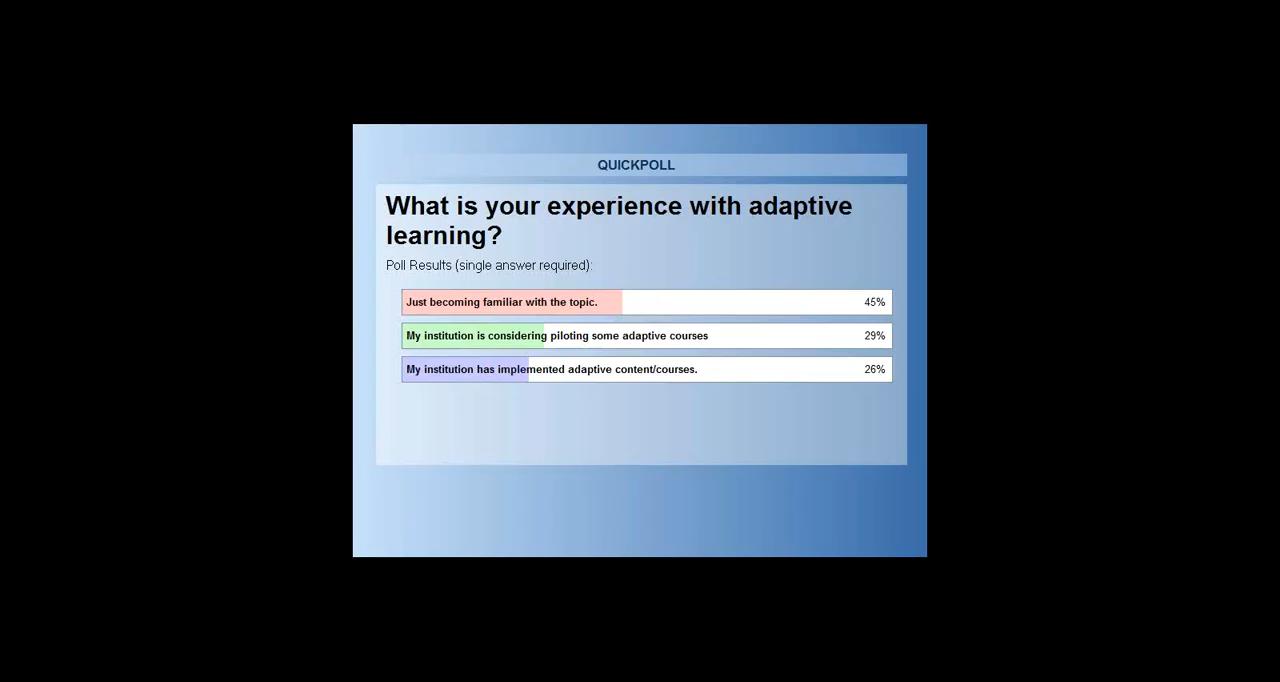 QUICKPOLL
What is your experience with adaptive
learning?
Poll Results (single answer required):
Just becoming familiar with the topic. 45%
My institution is considering piloting some adaptive courses 29%
My institution has implemented adaptive content/courses. 26%